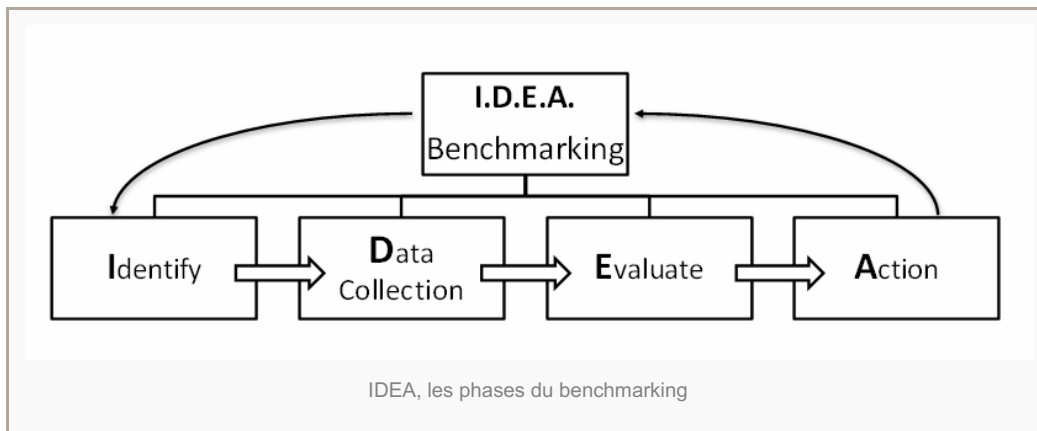 I.D.E.A.
Benchmarking
Identify
Data
Collection
Evaluate
Action
IDEA, les phases du benchmarking